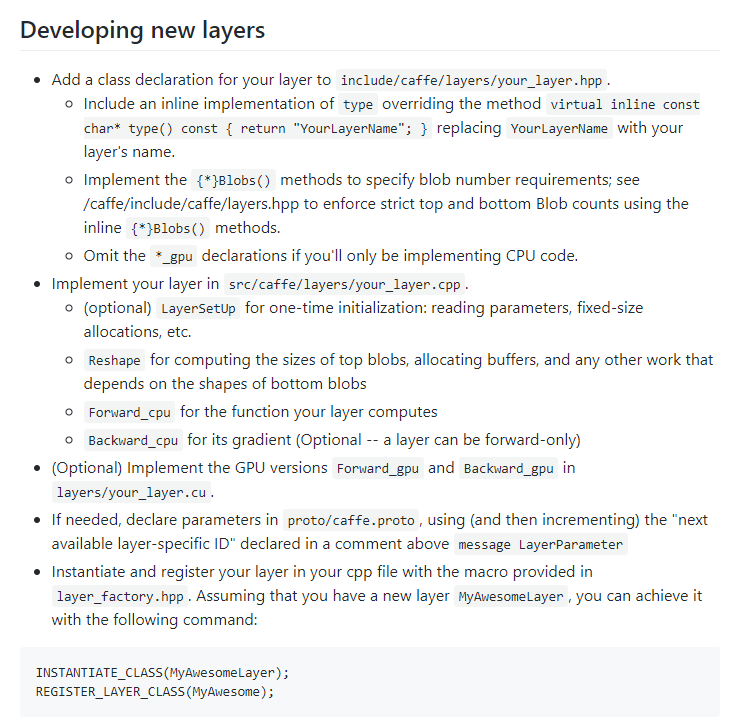 Developing new layers
• Add a class declaration for your layer to include/caffe/layers/your_layer.hpp.
◦ Include an inline implementation of type overriding the method virtual inline const
char* type() const { return "YourLayerName"; } replacing YourLayerName with your
layer's name.
◦ Implement the {*}Blobs() methods to specify blob number requirements; see
/caffe/include/caffe/layers.hpp to enforce strict top and bottom Blob counts using the
inline {*}Blobs() methods.
◦ Omit the *_gpu declarations if you'll only be implementing CPU code.
• Implement your layer in src/caffe/layers/your_layer.cpp.
◦ (optional) LayerSetUp for one-time initialization: reading parameters, fixed-size
allocations, etc.
◦ Reshape for computing the sizes of top blobs, allocating buffers, and any other work that
depends on the shapes of bottom blobs
◦ Forward_cpu for the function your layer computes
◦ Backward_cpu for its gradient (Optional -- a layer can be forward-only)
• (Optional) Implement the GPU versions Forward_gpu and Backward_gpu in
layers/your_layer.cu.
• If needed, declare parameters in proto/caffe.proto, using (and then incrementing) the "next
available layer-specific ID" declared in a comment above message LayerParameter
• Instantiate and register your layer in your cpp file with the macro provided in
layer_factory.hpp. Assuming that you have a new layer MyAwesomeLayer, you can achieve it
with the following command:
INSTANTIATE_CLASS(MyAwesomeLayer);
REGISTER_LAYER_CLASS(MyAwesome);